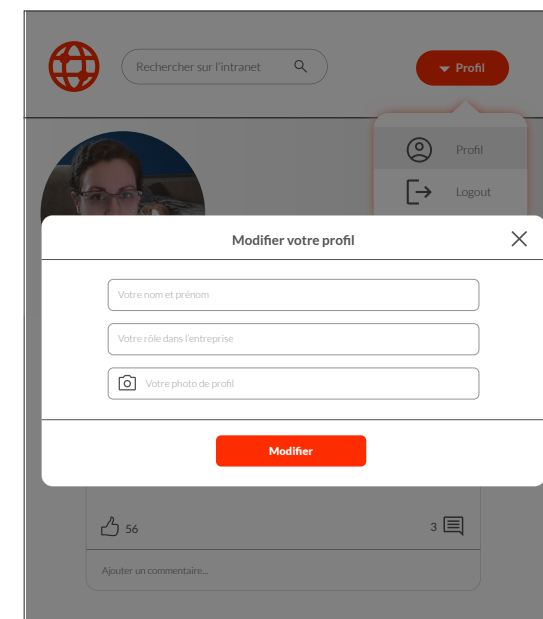 Rechercher sur l'intranet
Profil
Profil
Logout
Modifier votre profil
Votre nom et prénom
Votre rôle dans l'entreprise
Votre photo de profil
Modifier
56
3
Ajouter un commentaire...